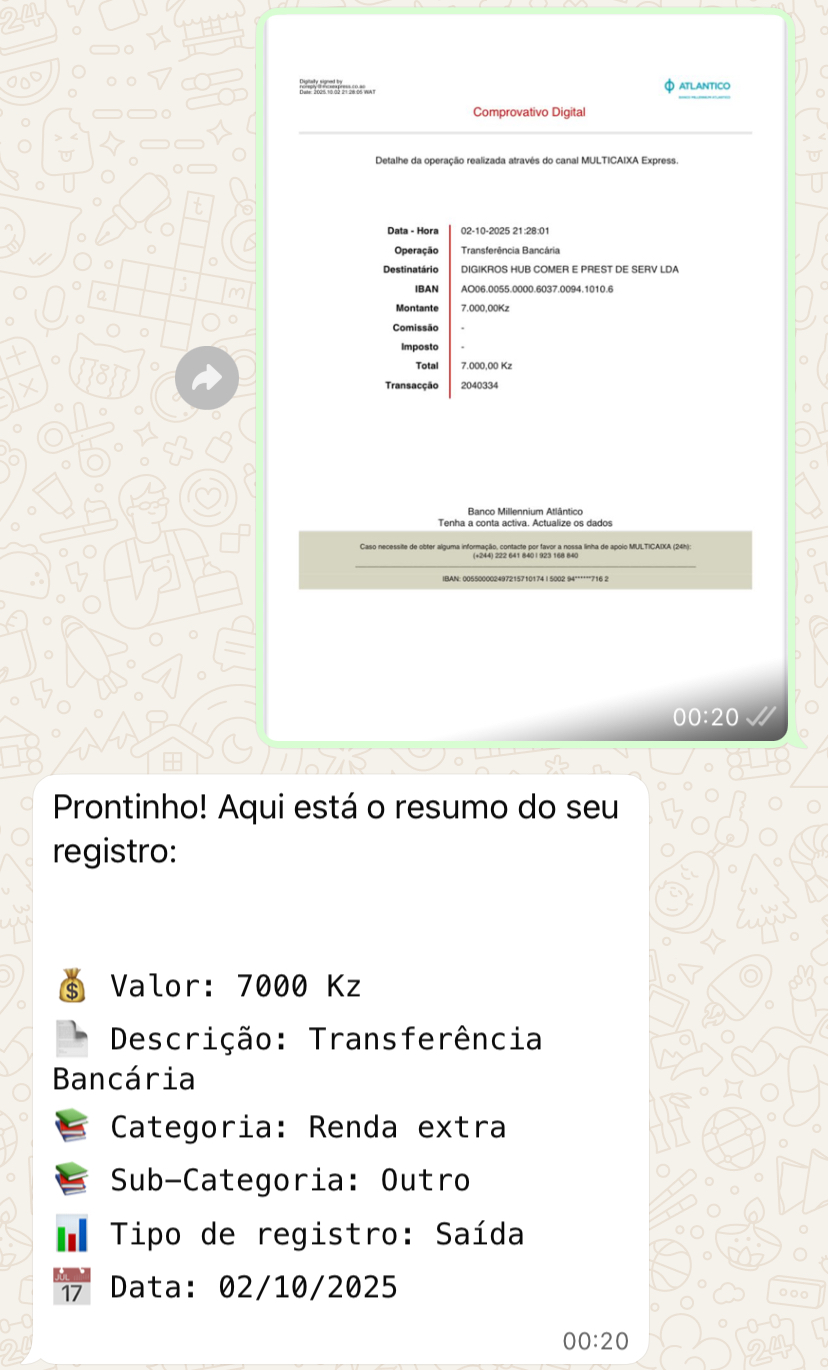 Digitally signed by
noreply@mcxexpress.co.ao
Date: 2025.10.02 21:28:05 WAT
ATLANTICO
BANCO MILLENNIUM ATLANTICO
Comprovativo Digital
Detalhe da operação realizada através do canal MULTICAIXA Express.
Data - Hora 02-10-2025 21:28:01
Operação Transferência Bancária
Destinatário DIGIKROS HUB COMER E PREST DE SERV LDA
IBAN AO06.0055.0000.6037.0094.1010.6
Montante 7.000,00Kz
Comissão -
Imposto -
Total 7.000,00 Kz
Transacção 2040334
Banco Millennium Atlântico
Tenha a conta activa. Actualize os dados
Caso necessite de obter alguma informação, contacte por favor a nossa linha de apoio MULTICAIXA (24h):
(+244) 222 641 840 I 923 168 840
IBAN: 005500002497215710174 I 5002 94******716 2
00:20
Prontinho! Aqui está o resumo do seu
registro:
💰 Valor: 7000 Kz
📄 Descrição: Transferência
Bancária
📚 Categoria: Renda extra
📚 Sub-Categoria: Outro
📊 Tipo de registro: Saída
📅 Data: 02/10/2025
00:20